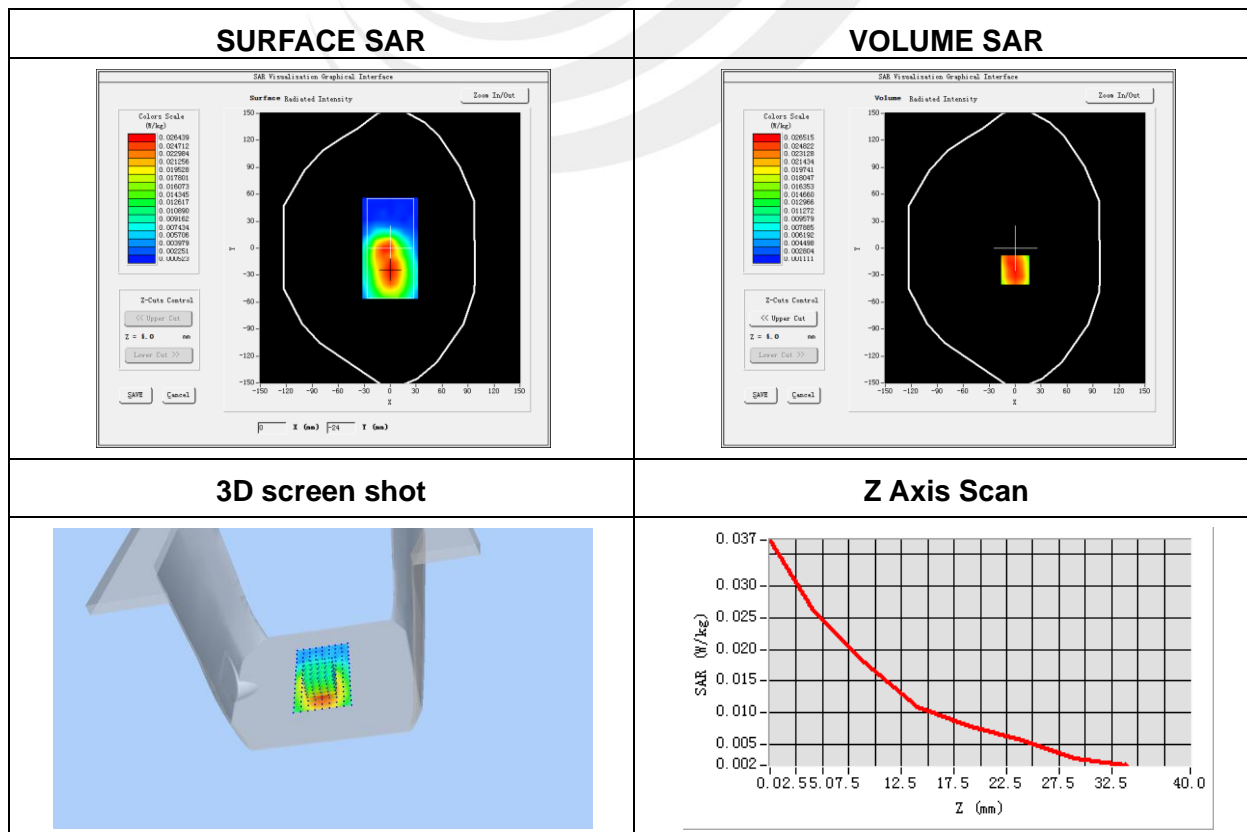 SURFACE SAR
VOLUME SAR
SAR Visualisation Graphical Interface
Surface Radiated Intensity
Zoom In/Out
Colors Scale
(W/kg)
0.026439
0.024712
0.022984
0.021256
0.019528
0.017801
0.016073
0.014345
0.012617
0.010890
0.009162
0.007434
0.005706
0.003979
0.002251
0.000523
Z-Cuts Control
<< Upper Cut
mm
Lower Cut >>
SAVE
Cancel
150
120
90
60
30
0
-30
-60
-90
-120
-150
Y
-150 -120 -90 -60 -30 0 30 60 90 120 150
X
0 X (mm) -24 Y (mm)
SAR Visualisation Graphical Interface
Volume Radiated Intensity
Zoom In/Out
Colors Scale
(W/kg)
0.026515
0.024822
0.023128
0.021434
0.019741
0.018047
0.016353
0.014660
0.012966
0.011272
0.009579
0.007885
0.006192
0.004498
0.002804
0.001111
Z-Cuts Control
<< Upper Cut
mm
Lower Cut >>
SAVE
Cancel
150
120
90
60
30
0
-30
-60
-90
-120
-150
Y
-150 -120 -90 -60 -30 0 30 60 90 120 150
X
3D screen shot
Z Axis Scan
0.037
0.030
0.025
0.020
0.015
0.010
0.005
0.002
SAR (W/kg)
0.0 2.5 5.0 7.5 12.5 17.5 22.5 27.5 32.5 40.0
Z (mm)